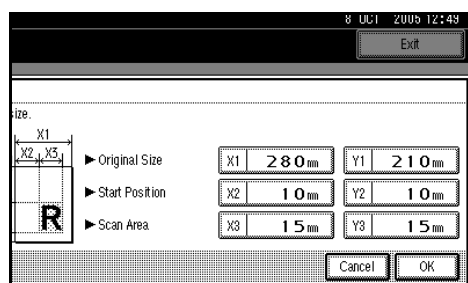 8 OCT 2005 12:49
Exit
ize.
X1
X2 X3
R
▶ Original Size X1 280mm Y1 210mm
▶ Start Position X2 10mm Y2 10mm
▶ Scan Area X3 15mm Y3 15mm
Cancel OK